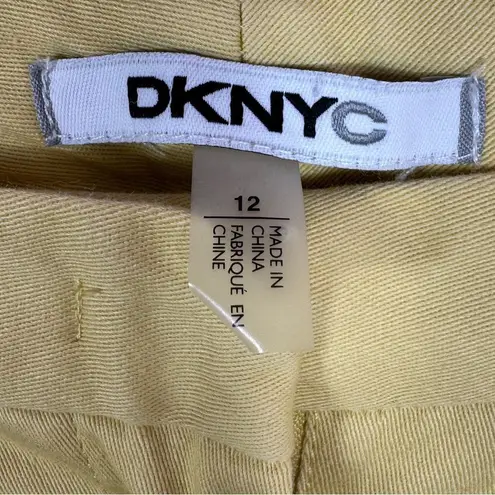 DKNYC
12
MADE IN
CHINA
FABRIQUÉ EN
CHINE